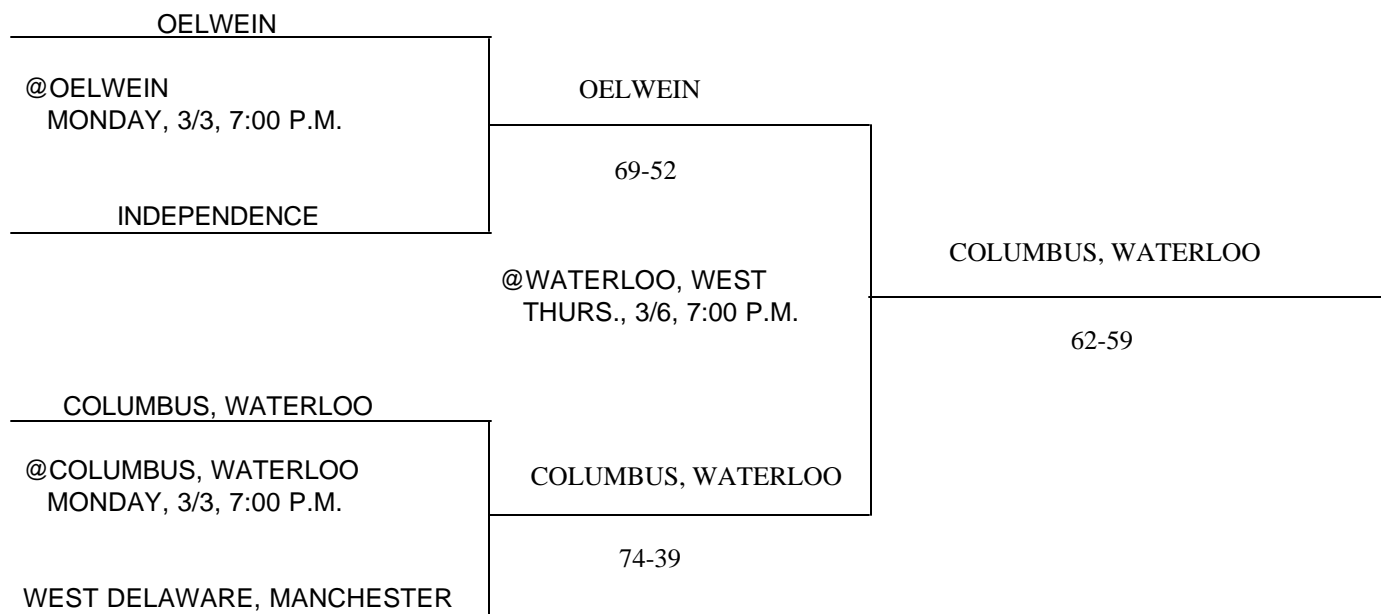 OELWEIN
@OELWEIN
MONDAY, 3/3, 7:00 P.M.
OELWEIN
69-52
INDEPENDENCE
@WATERLOO, WEST
THURS., 3/6, 7:00 P.M.
COLUMBUS, WATERLOO
62-59
COLUMBUS, WATERLOO
@COLUMBUS, WATERLOO
MONDAY, 3/3, 7:00 P.M.
COLUMBUS, WATERLOO
74-39
WEST DELAWARE, MANCHESTER